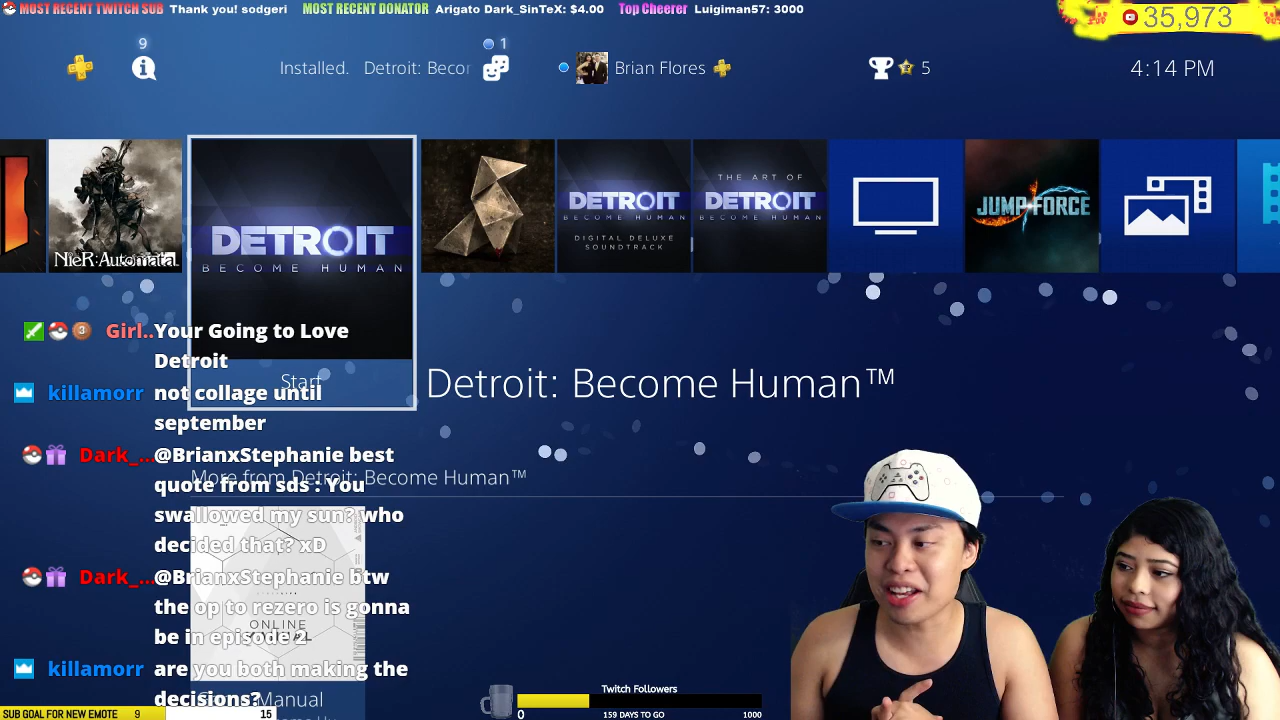 MOST RECENT TWITCH SUB Thank you! sodgeri MOST RECENT DONATOR Arigato Dark_SinTeX: $4.00 Top Cheerer Luigiman57: 3000
35,973
9
Installed. Detroit: Becor
1
Brian Flores
5
4:14 PM
NieR:Automata
DETROIT
BECOME HUMAN
Start
DETROIT
BECOME HUMAN
DIGITAL DELUXE
SOUNDTRACK
THE ART OF
DETROIT
BECOME HUMAN
JUMP FORCE
Detroit: Become Human™
More from Detroit: Become Human™
3 Girl.. Your Going to Love
Detroit
killamorr not collage until
september
Dark_... @BrianxStephanie best
quote from sds : You
swallowed my sun? who
decided that? xD
Dark_... @BrianxStephanie btw
the op to rezero is gonna
be in episode 2
killamorr are you both making the
decisions?
ONLINE
Manual
SUB GOAL FOR NEW EMOTE 9 15
Twitch Followers
0 159 DAYS TO GO 1000